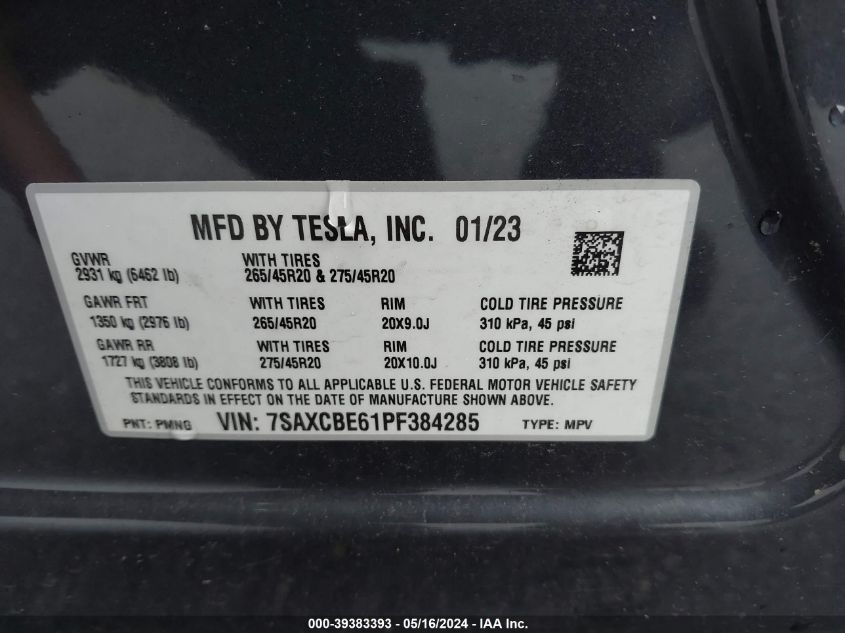 MFD BY TESLA, INC. 01/23
GVWR WITH TIRES
2931 kg (6462 lb) 265/45R20 & 275/45R20
GAWR FRT WITH TIRES RIM COLD TIRE PRESSURE
1350 kg (2976 lb) 265/45R20 20X9.0J 310 kPa, 45 psi
GAWR RR WITH TIRES RIM COLD TIRE PRESSURE
1727 kg (3808 lb) 275/45R20 20X10.0J 310 kPa, 45 psi
THIS VEHICLE CONFORMS TO ALL APPLICABLE U.S. FEDERAL MOTOR VEHICLE SAFETY
STANDARDS IN EFFECT ON THE DATE OF MANUFACTURE SHOWN ABOVE.
PNT: PMNG VIN: 7SAXCBE61PF384285 TYPE: MPV
000-39383393 - 05/16/2024 - IAA Inc.